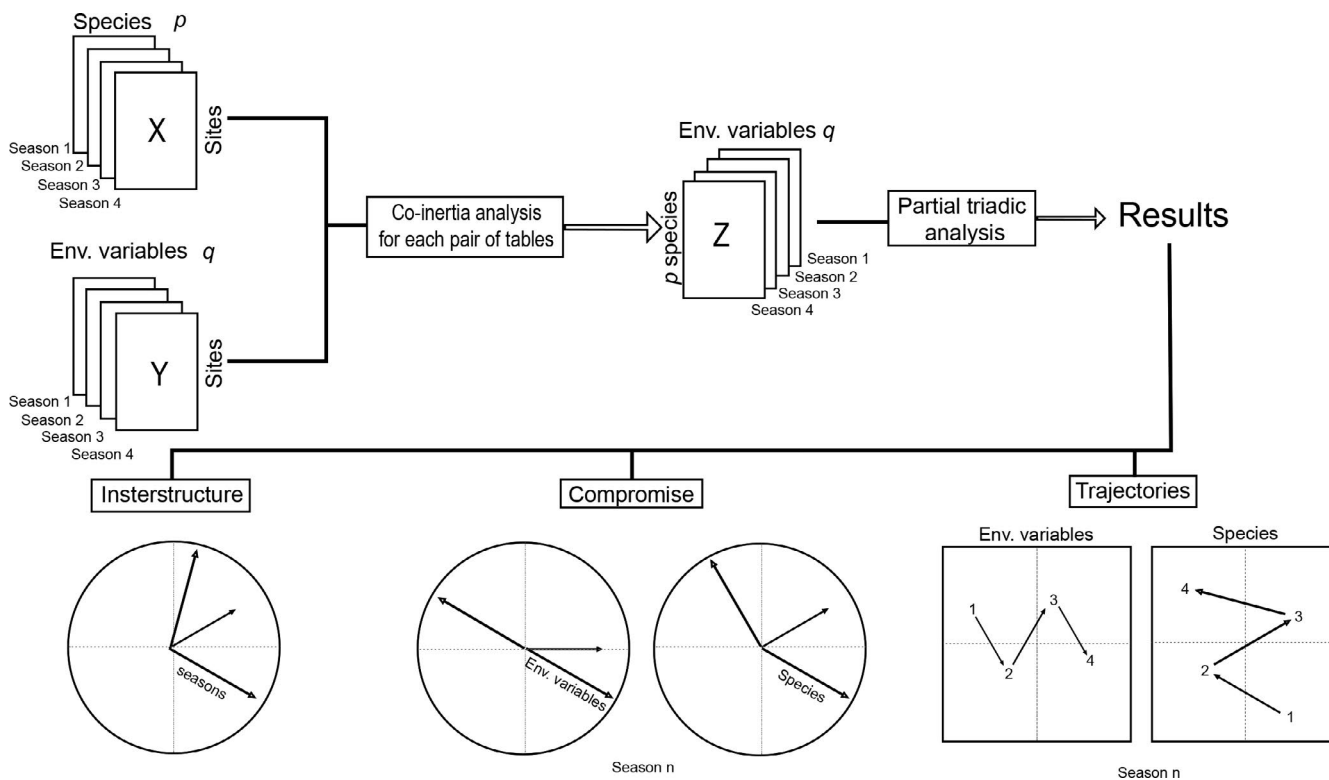 Species p
X
Sites
Season 1
Season 2
Season 3
Season 4
Env. variables q
Y
Sites
Season 1
Season 2
Season 3
Season 4
Co-inertia analysis
for each pair of tables
Env. variables q
p species
Z
Season 1
Season 2
Season 3
Season 4
Partial triadic
analysis
Results
Insterstructure
Compromise
Trajectories
seasons
Env. variables
Species
Season n
Env. variables
1
2
3
4
Species
4
3
2
1
Season n